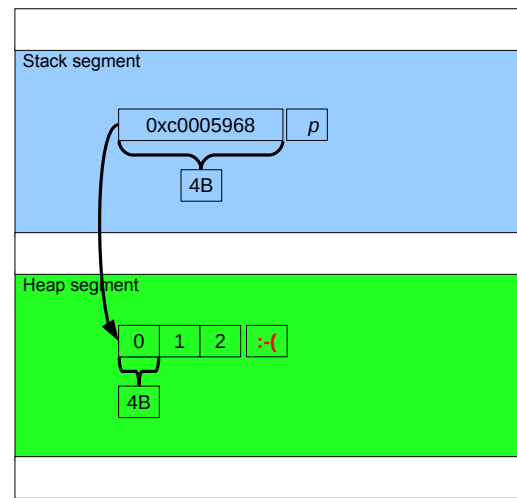 Stack segment
0xc0005968 p
4B
Heap segment
0 1 2 :-(
4B